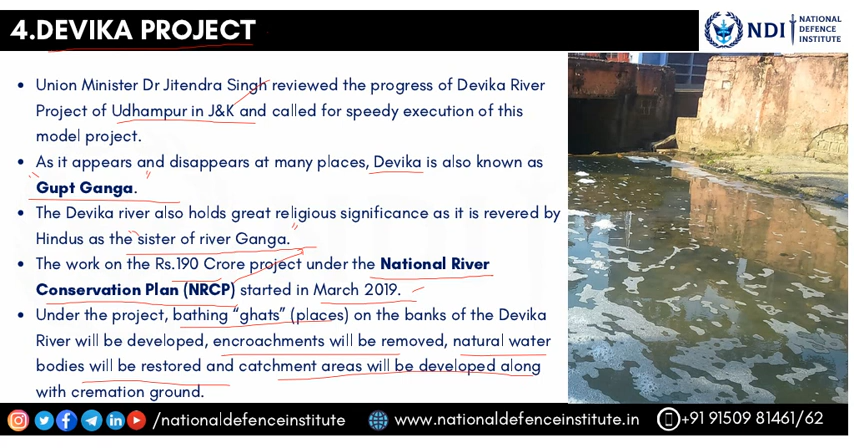 4.DEVIKA PROJECT
NDI NATIONAL
DEFENCE
INSTITUTE
• Union Minister Dr Jitendra Singh reviewed the progress of Devika River
Project of Udhampur in J&K and called for speedy execution of this
model project.
• As it appears and disappears at many places, Devika is also known as
Gupt Ganga.
• The Devika river also holds great religious significance as it is revered by
Hindus as the sister of river Ganga.
• The work on the Rs.190 Crore project under the National River
Conservation Plan (NRCP) started in March 2019.
• Under the project, bathing “ghats” (places) on the banks of the Devika
River will be developed, encroachments will be removed, natural water
bodies will be restored and catchment areas will be developed along
with cremation ground.
/nationaldefenceinstitute www.nationaldefenceinstitute.in +91 91509 81461/62